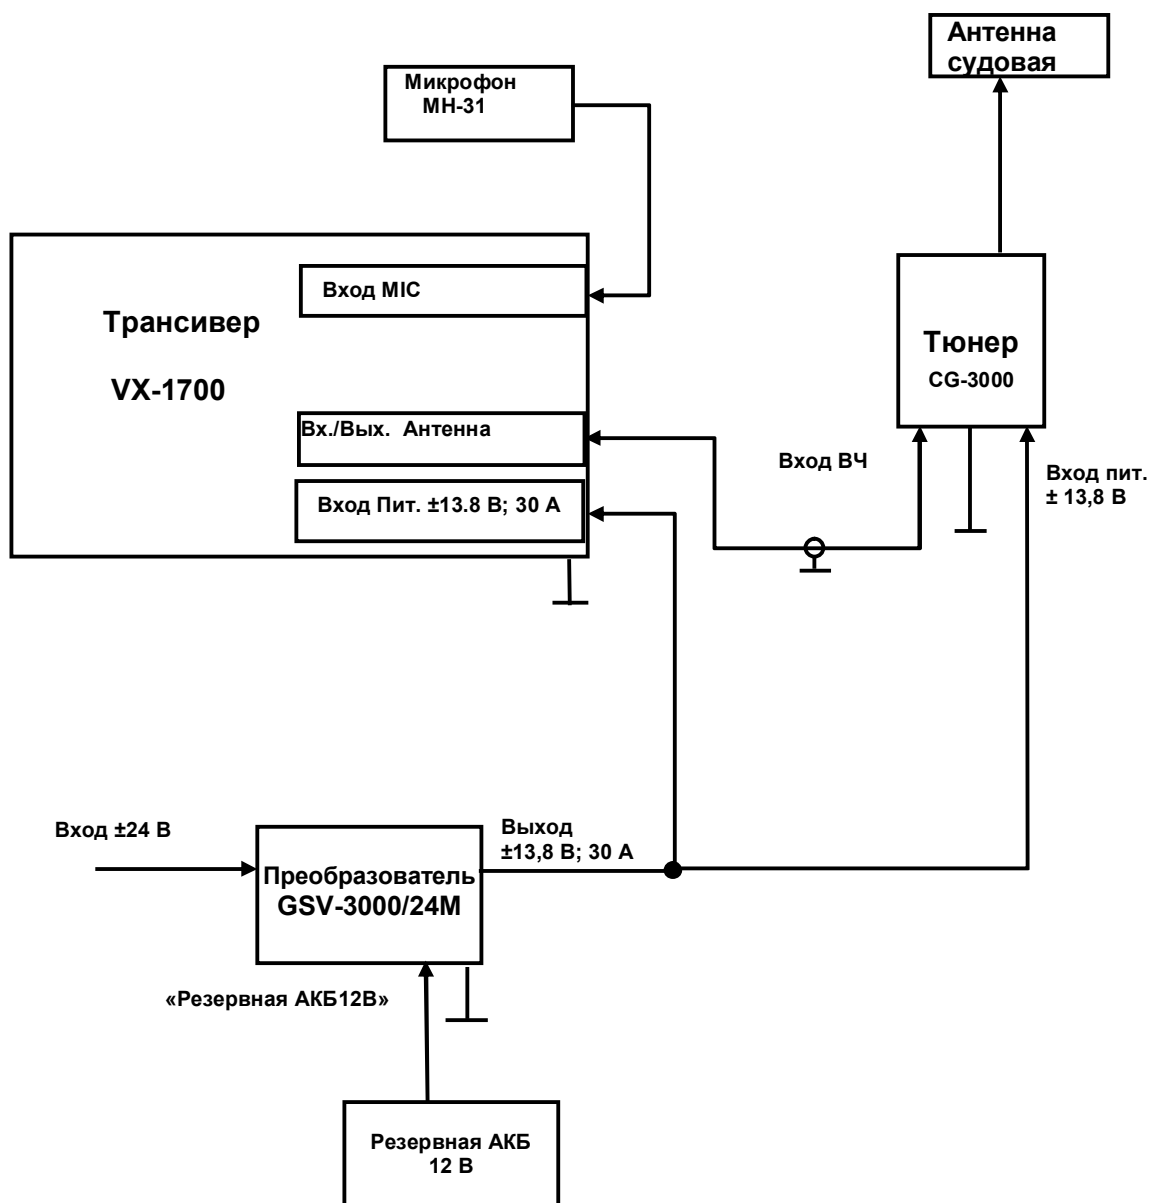 Антенна
судовая
Микрофон
МН-31
Вход MIC
Трансивер
VX-1700
Вх./Вых. Антенна
Вход Пит. ±13.8 В; 30 А
Тюнер
CG-3000
Вход ВЧ
Вход пит.
± 13,8 В
Вход ±24 В
Выход
±13,8 В; 30 А
Преобразователь
GSV-3000/24М
«Резервная АКБ12В»
Резервная АКБ
12 В